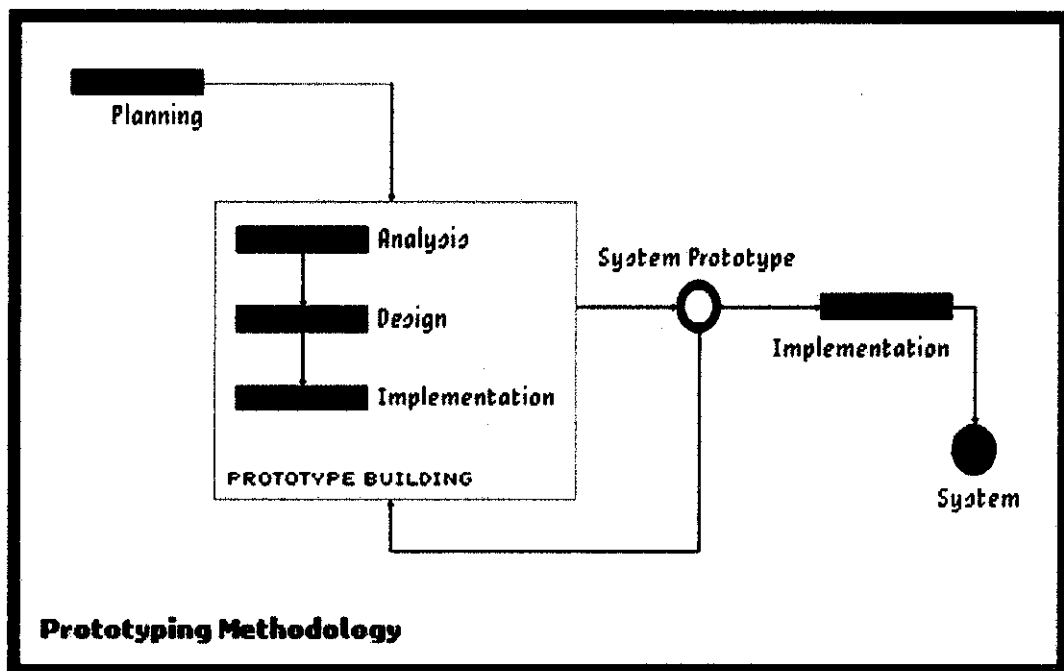 Planning
Analysis
System Prototype
Design
Implementation
Implementation
PROTOTYPE BUILDING
System
Prototyping Methodology